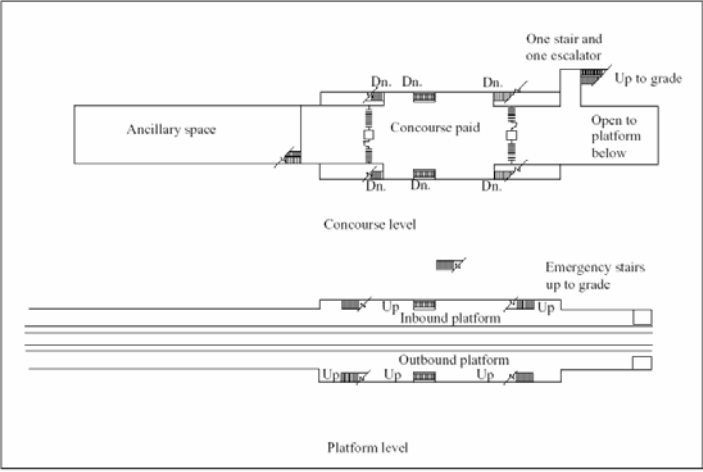 One stair and
one escalator
Up to grade
Dn. Dn. Dn.
Ancillary space
Concourse paid
Open to
platform
below
Dn. Dn. Dn.
Concourse level
Emergency stairs
up to grade
Up Up
Inbound platform
Outbound platform
Up Up Up
Platform level